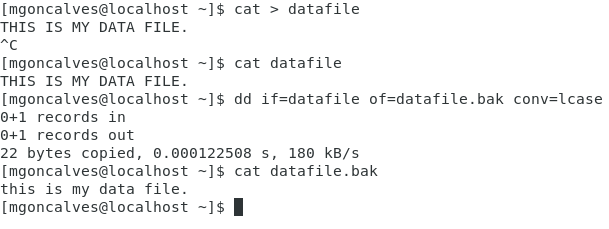 [mgoncalves@localhost ~]$ cat > datafile
THIS IS MY DATA FILE.
^C
[mgoncalves@localhost ~]$ cat datafile
THIS IS MY DATA FILE.
[mgoncalves@localhost ~]$ dd if=datafile of=datafile.bak conv=lcase
0+1 records in
0+1 records out
22 bytes copied, 0.000122508 s, 180 kB/s
[mgoncalves@localhost ~]$ cat datafile.bak
this is my data file.
[mgoncalves@localhost ~]$